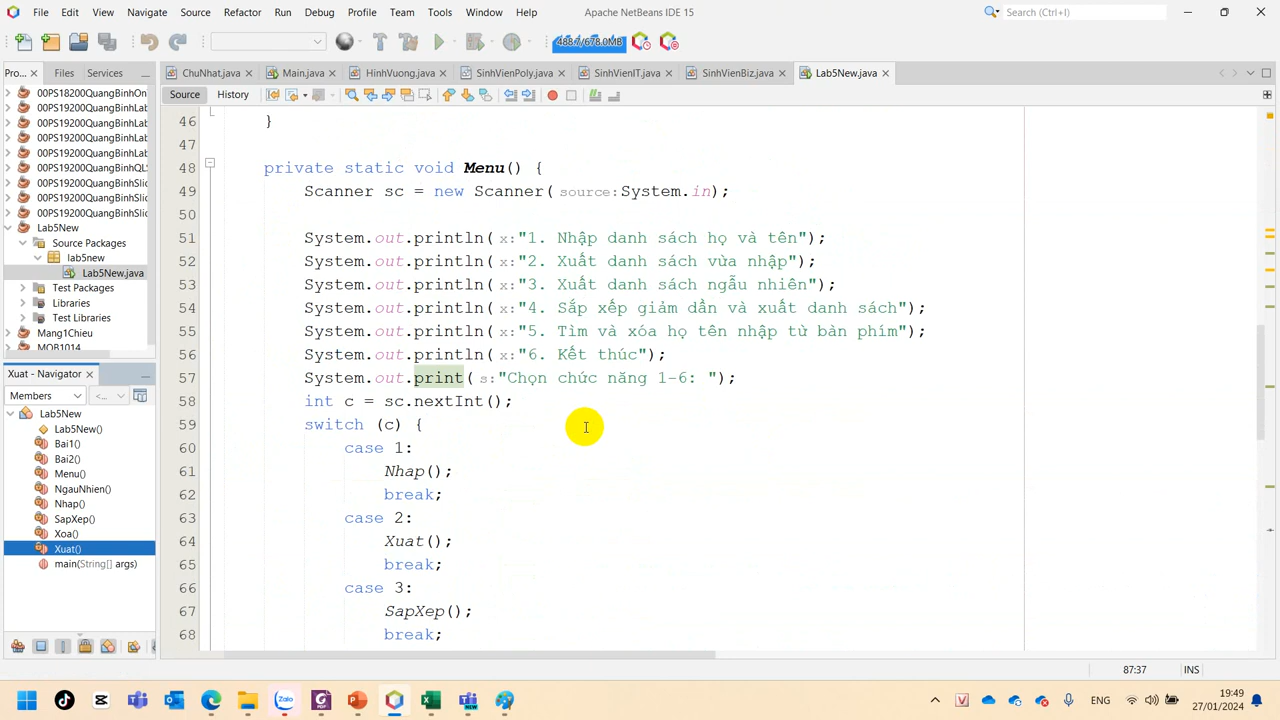 File Edit View Navigate Source Refactor Run Debug Profile Team Tools Window Help
Apache NetBeans IDE 15
Search (Ctrl+I)
488.7/678.0MB
Pro... Files Services
ChuNhat.java Main.java HinhVuong.java SinhVienPoly.java SinhVienIT.java SinhVienBiz.java Lab5New.java
Source History
00PS18200QuangBinhOn
00PS19200QuangBinhLab
00PS19200QuangBinhLab
00PS19200QuangBinhLab
00PS19200QuangBinhLab
00PS19200QuangBinhQL
00PS19200QuangBinhSlid
00PS19200QuangBinhSlid
00PS19200QuangBinhSlid
Lab5New
Source Packages
lab5new
Lab5New.java
Test Packages
Libraries
Test Libraries
Mang1Chieu
MOB1014
Xuat - Navigator
Members
Lab5New
Lab5New()
Bai1()
Bai2()
Menu()
NgauNhien()
Nhap()
SapXep()
Xoa()
Xuat()
main(String[] args)
46 }
47
48 private static void Menu() {
49 Scanner sc = new Scanner(source:System.in);
50
51 System.out.println(x:"1. Nhập danh sách họ và tên");
52 System.out.println(x:"2. Xuất danh sách vừa nhập");
53 System.out.println(x:"3. Xuất danh sách ngẫu nhiên");
54 System.out.println(x:"4. Sắp xếp giảm dần và xuất danh sách");
55 System.out.println(x:"5. Tìm và xóa họ tên nhập từ bàn phím");
56 System.out.println(x:"6. Kết thúc");
57 System.out.print(s:"Chọn chức năng 1-6: ");
58 int c = sc.nextInt();
59 switch (c) {
60 case 1:
61 Nhap();
62 break;
63 case 2:
64 Xuat();
65 break;
66 case 3:
67 SapXep();
68 break;
87:37 INS
ENG
19:49
27/01/2024